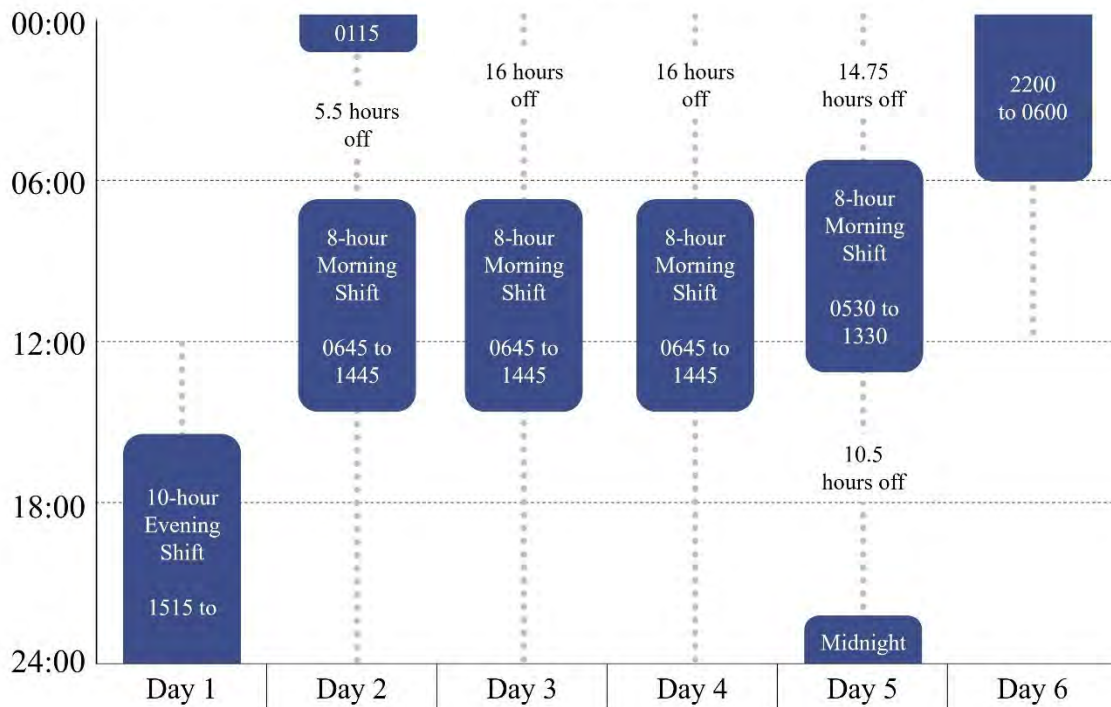 00:00
06:00
12:00
18:00
24:00
10-hour
Evening
Shift
1515 to
0115
5.5 hours
off
8-hour
Morning
Shift
0645 to
1445
16 hours
off
8-hour
Morning
Shift
0645 to
1445
16 hours
off
8-hour
Morning
Shift
0645 to
1445
14.75
hours off
8-hour
Morning
Shift
0530 to
1330
10.5
hours off
Midnight
2200
to 0600
Day 1
Day 2
Day 3
Day 4
Day 5
Day 6